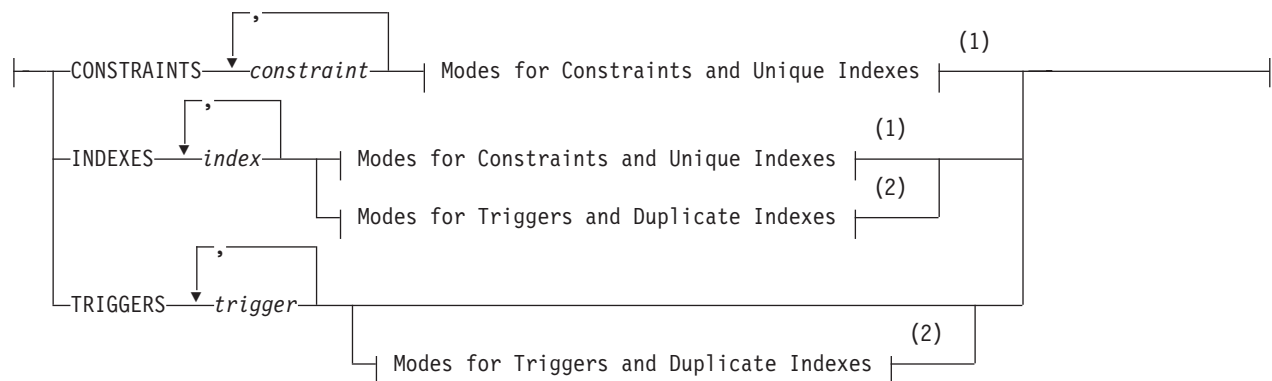 ,
(1)
CONSTRAINTS constraint Modes for Constraints and Unique Indexes
,
(1)
INDEXES index Modes for Constraints and Unique Indexes
(2)
Modes for Triggers and Duplicate Indexes
,
TRIGGERS trigger
(2)
Modes for Triggers and Duplicate Indexes